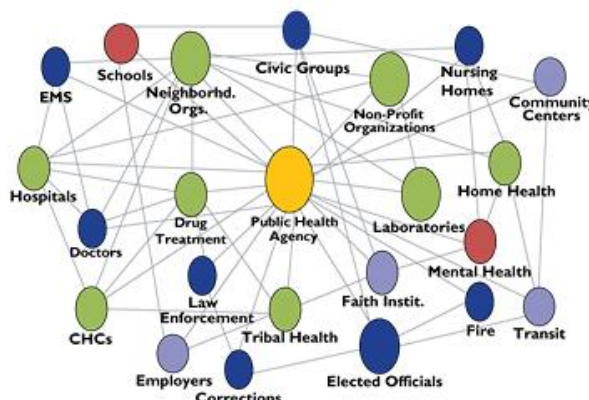 Civic Groups
Schools
Nursing
Homes
EMS
Neighborhd.
Orgs.
Community
Centers
Non-Profit
Organizations
Hospitals
Home Health
Drug
Treatment
Public Health
Agency
Laboratories
Doctors
Mental Health
Law
Enforcement
Faith Instit.
CHCs
Tribal Health
Fire
Transit
Employers
Elected Officials
Corrections